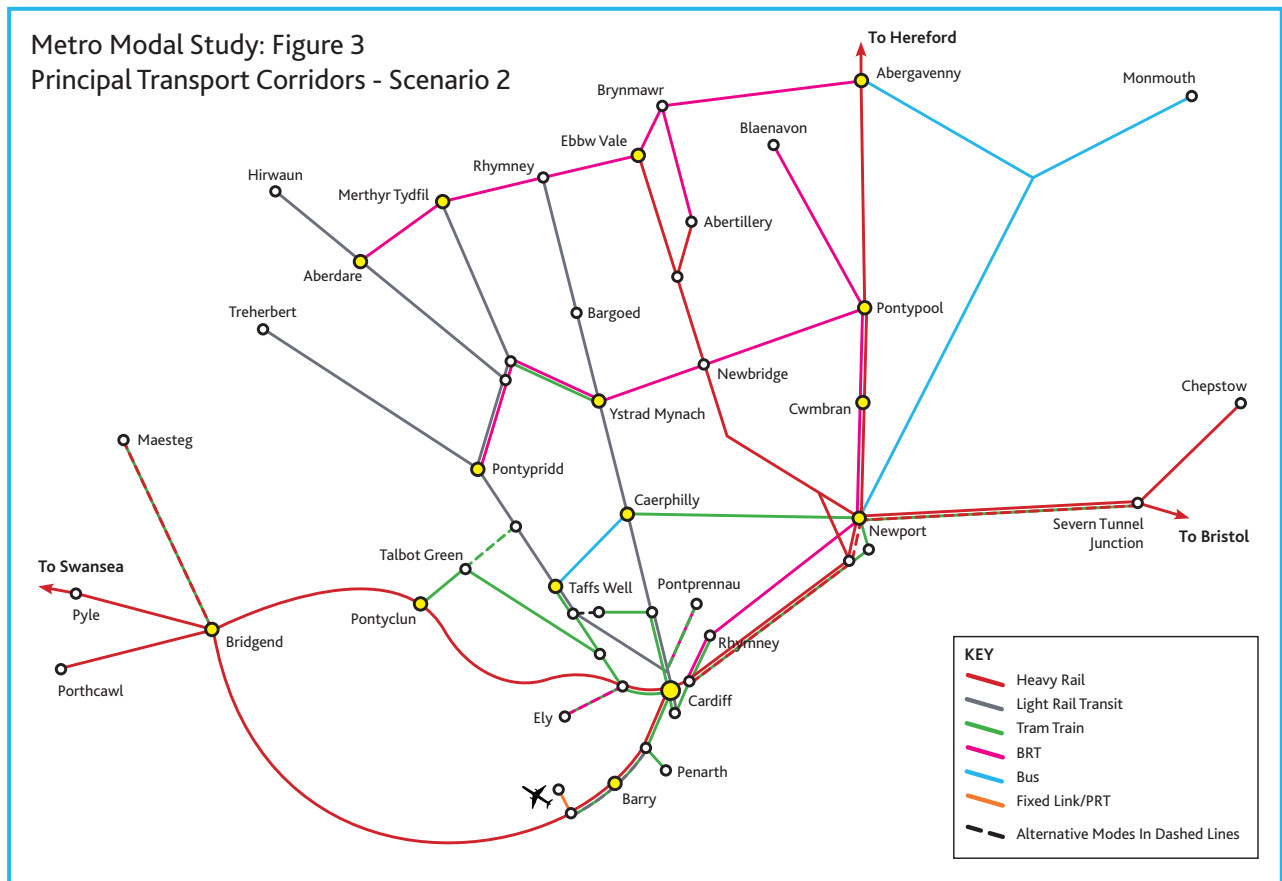 Metro Modal Study: Figure 3
Principal Transport Corridors - Scenario 2
To Hereford
Abergavenny
Monmouth
Brynmawr
Blaenavon
Ebbw Vale
Rhymney
Hirwaun
Merthyr Tydfil
Abertillery
Aberdare
Treherbert
Bargoed
Pontypool
Newbridge
Chepstow
Ystrad Mynach
Cwmbran
Maesteg
Pontypridd
Caerphilly
Newport
Severn Tunnel
Junction
To Bristol
Talbot Green
To Swansea
Taffs Well
Pontprennau
Pyle
Pontyclun
Bridgend
Rhymney
Porthcawl
Cardiff
Ely
Penarth
Barry
KEY
Heavy Rail
Light Rail Transit
Tram Train
BRT
Bus
Fixed Link/PRT
Alternative Modes In Dashed Lines